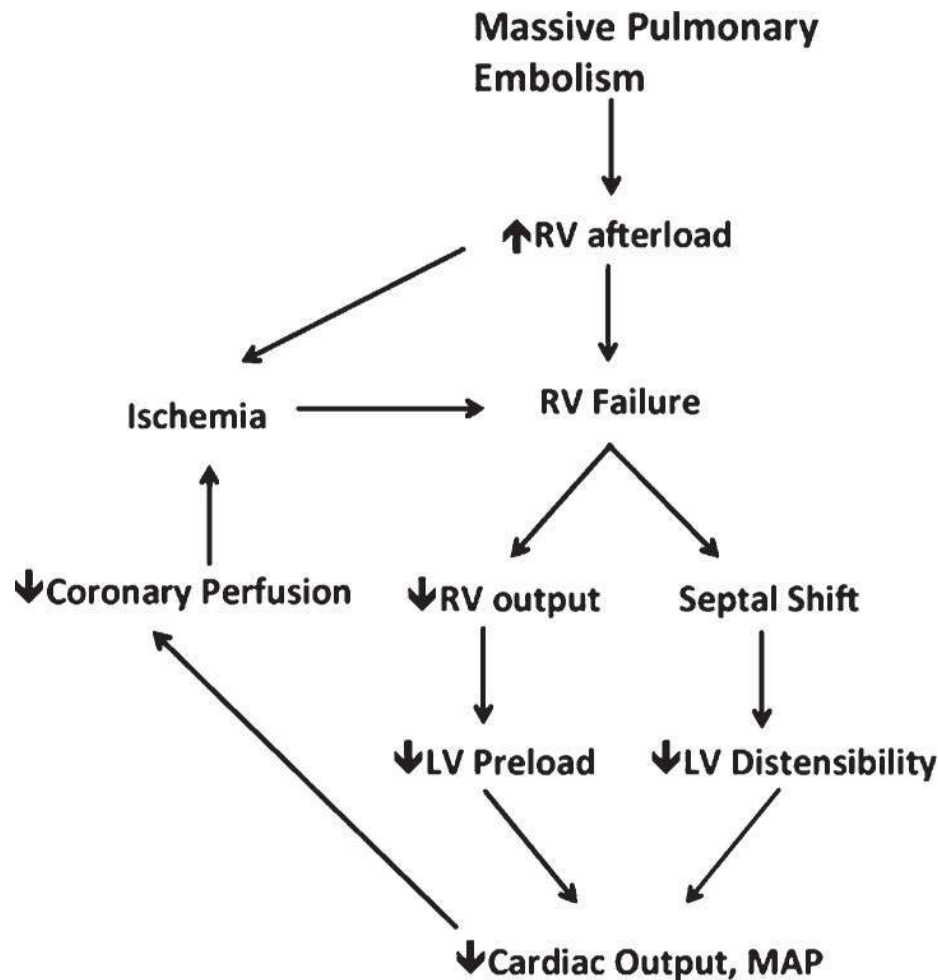 Massive Pulmonary
Embolism
↑RV afterload
Ischemia
RV Failure
↓Coronary Perfusion
↓RV output
Septal Shift
↓LV Preload
↓LV Distensibility
↓Cardiac Output, MAP